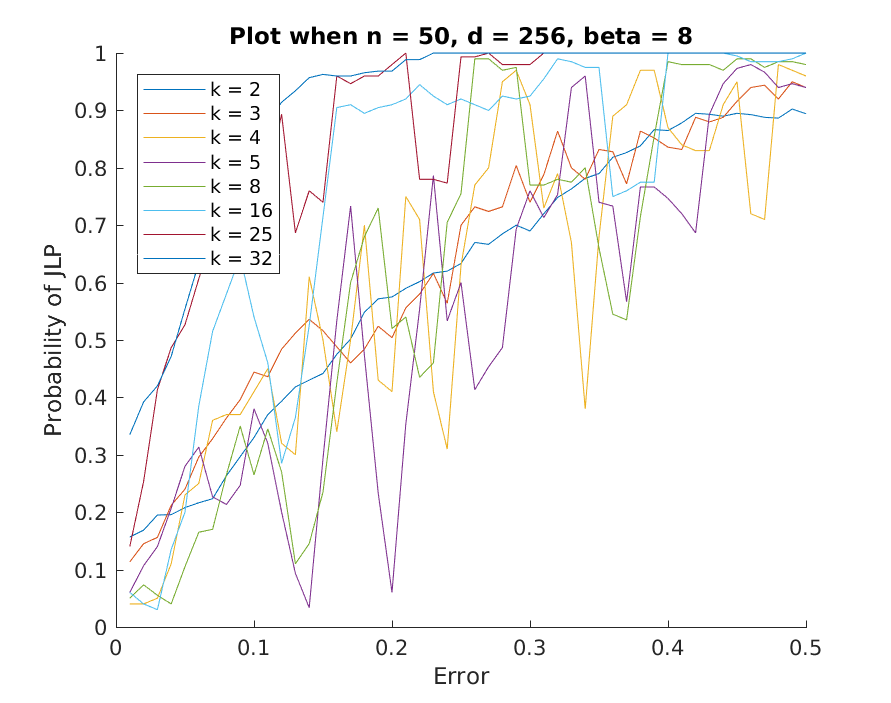 Plot when n = 50, d = 256, beta = 8
1
0.9
0.8
0.7
0.6
0.5
0.4
0.3
0.2
0.1
0
Probability of JLP
k = 2
k = 3
k = 4
k = 5
k = 8
k = 16
k = 25
k = 32
0
0.1
0.2
0.3
0.4
0.5
Error